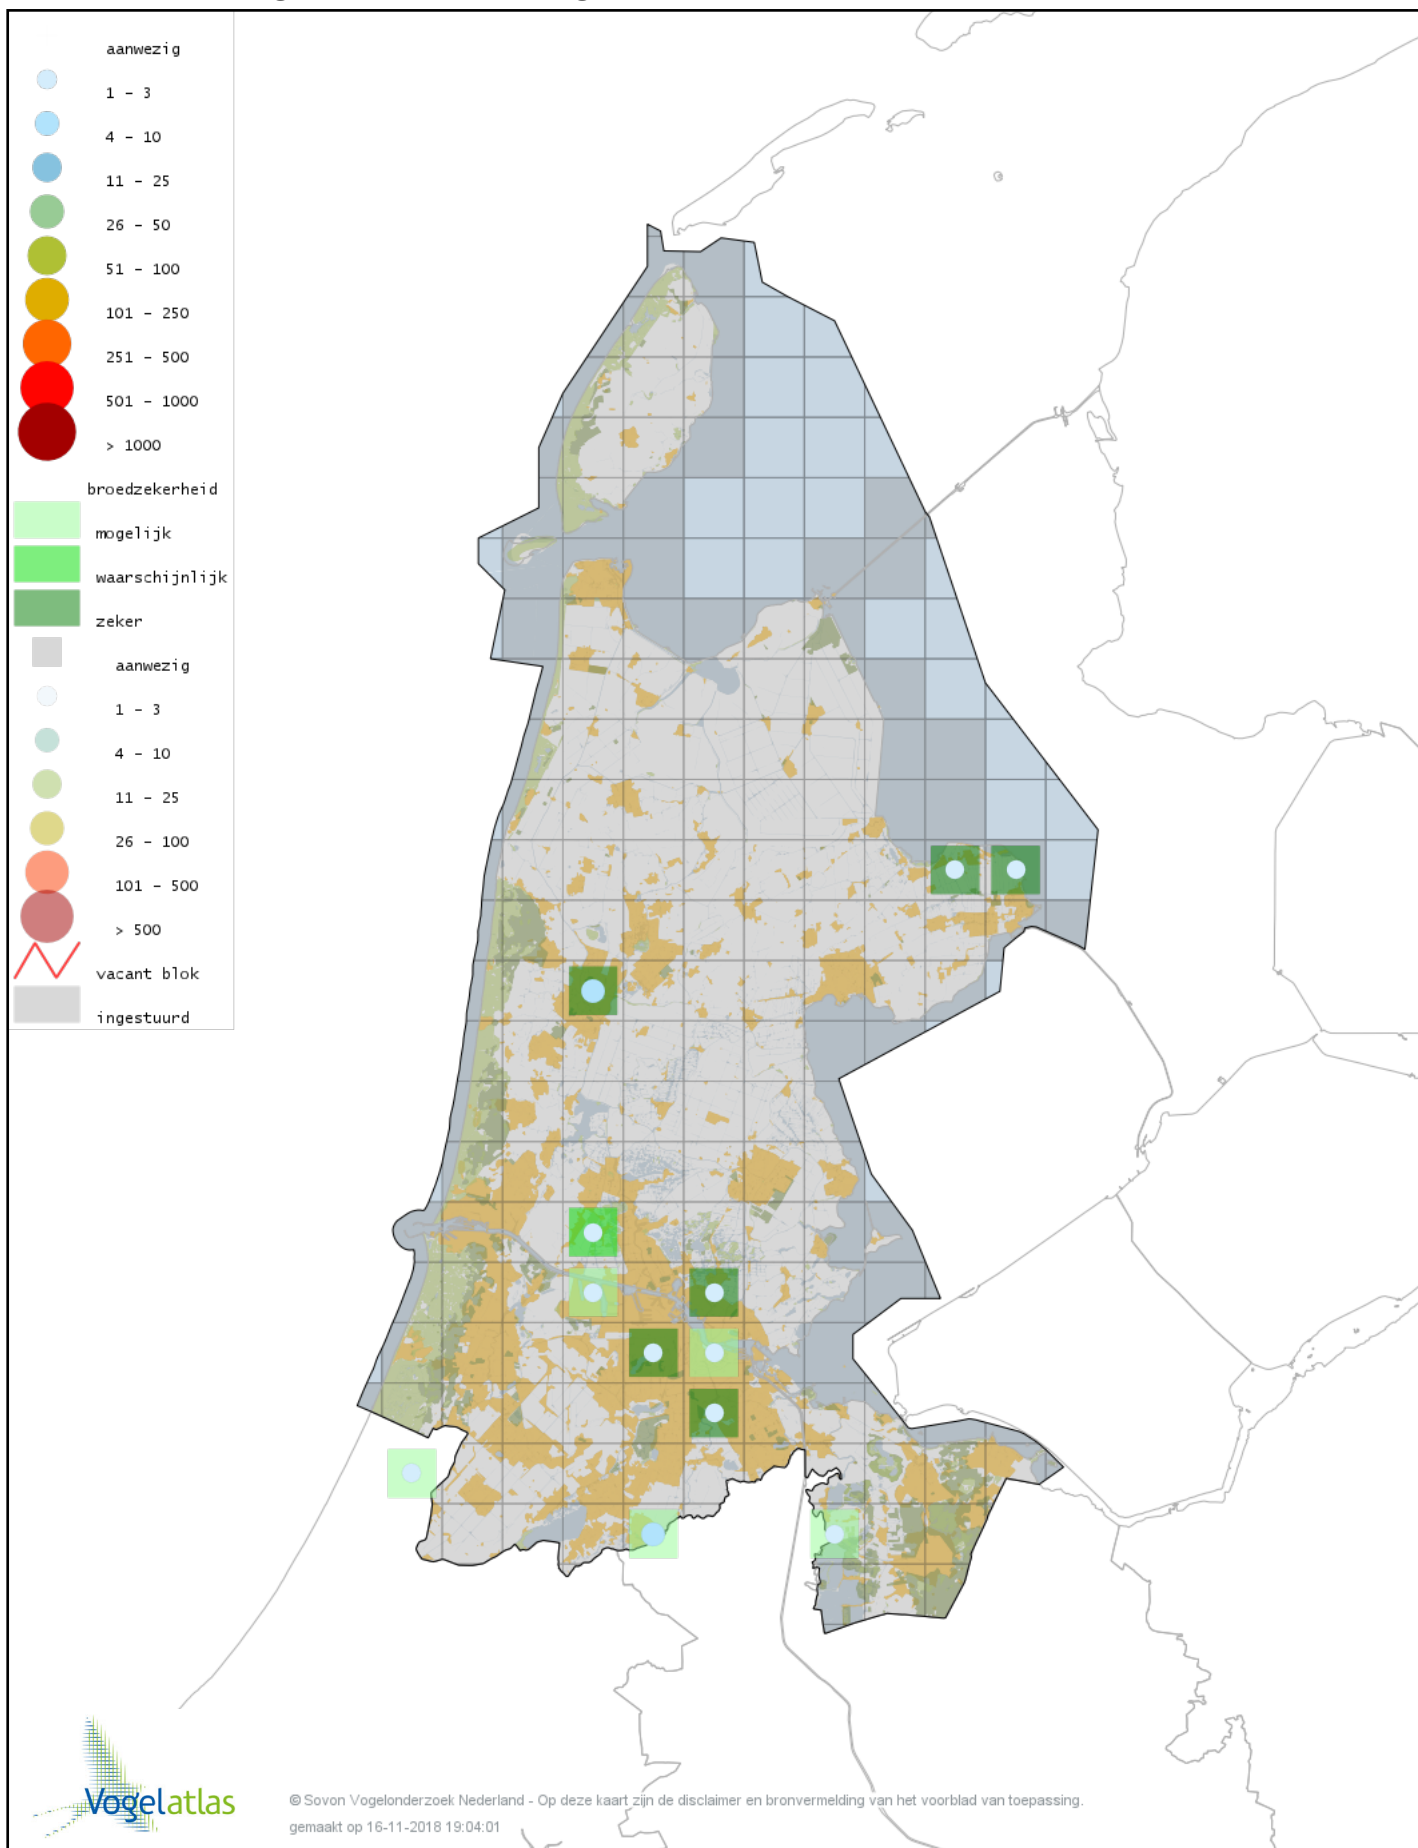 aanwezig
1 – 3
4 – 10
11 – 25
26 – 50
51 – 100
101 – 250
251 – 500
501 – 1000
> 1000
broedzekerheid
mogelijk
waarschijnlijk
zeker
aanwezig
1 – 3
4 – 10
11 – 25
26 – 100
101 – 500
> 500
vacant blok
ingestuurd
Vogelatlas
© Sovon Vogelonderzoek Nederland - Op deze kaart zijn de disclaimer en bronvermelding van het voorblad van toepassing.
gemaakt op 16-11-2018 19:04:01